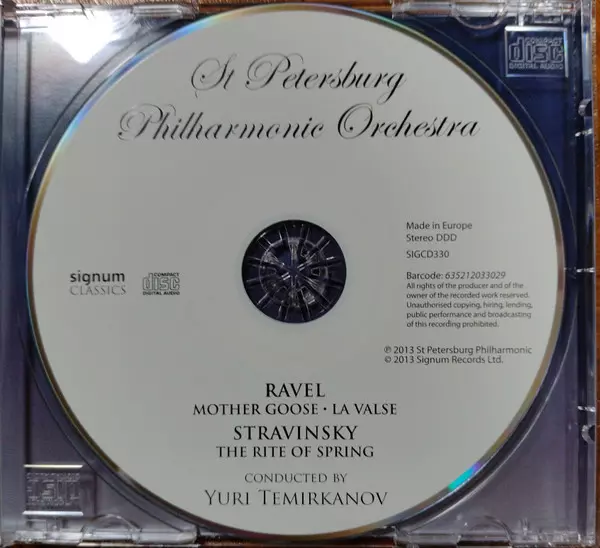 COMPACT
disc
DIGITAL AUDIO
St Petersburg
Philharmonic Orchestra
Made in Europe
Stereo DDD
SIGCD330
Barcode: 635212033029
All rights of the producer and of the
owner of the recorded work reserved.
Unauthorised copying, hiring, lending,
public performance and broadcasting
of this recording prohibited.
signum
CLASSICS
COMPACT
disc
DIGITAL AUDIO
℗ 2013 St Petersburg Philharmonic
© 2013 Signum Records Ltd.
RAVEL
MOTHER GOOSE • LA VALSE
STRAVINSKY
THE RITE OF SPRING
CONDUCTED BY
YURI TEMIRKANOV